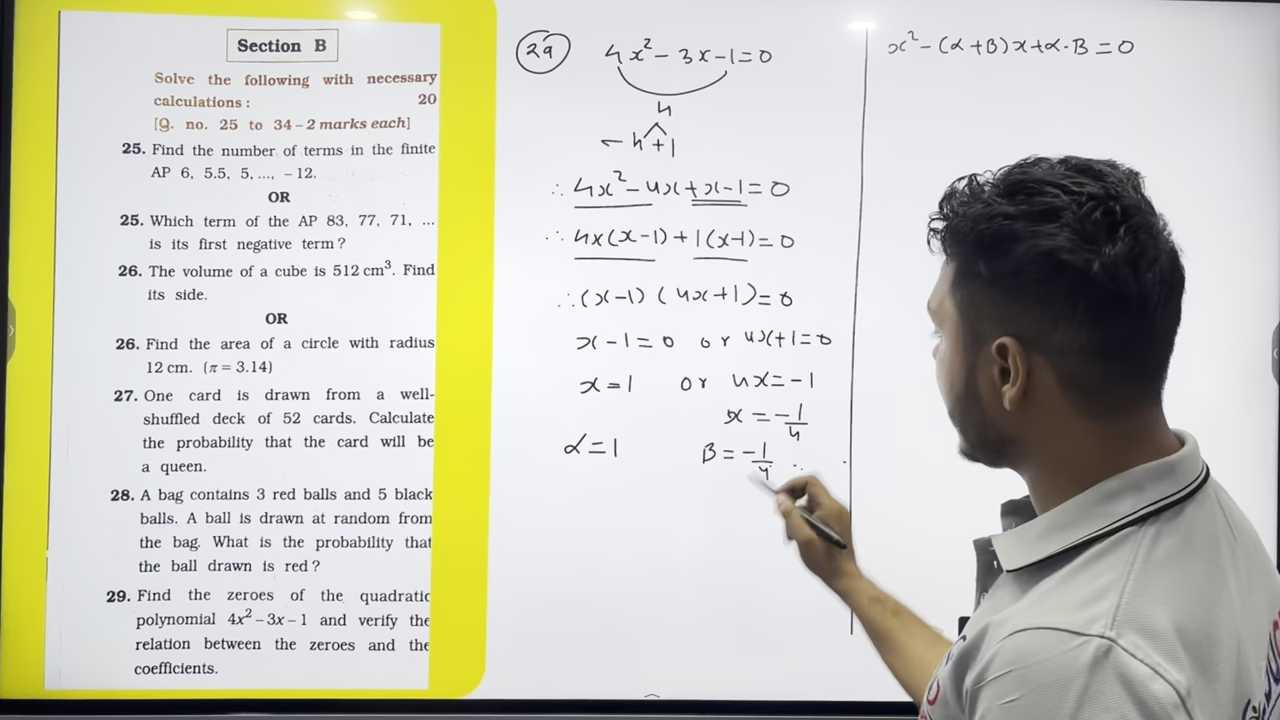 Section B
Solve the following with necessary
calculations : 20
[Q. no. 25 to 34 – 2 marks each]
25. Find the number of terms in the finite
AP 6, 5.5, 5, ..., – 12.
OR
25. Which term of the AP 83, 77, 71, ...
is its first negative term ?
26. The volume of a cube is 512 cm³. Find
its side.
OR
26. Find the area of a circle with radius
12 cm. (π = 3.14)
27. One card is drawn from a well-
shuffled deck of 52 cards. Calculate
the probability that the card will be
a queen.
28. A bag contains 3 red balls and 5 black
balls. A ball is drawn at random from
the bag. What is the probability that
the ball drawn is red ?
29. Find the zeroes of the quadratic
polynomial 4x² – 3x – 1 and verify the
relation between the zeroes and the
coefficients.
29 4x² – 3x – 1 = 0
4
– 4 + 1
∴ 4x² – 4x + x – 1 = 0
∴ 4x(x – 1) + 1(x – 1) = 0
∴ (x – 1) (4x + 1) = 0
x – 1 = 0 or 4x + 1 = 0
x = 1 or 4x = – 1
x = – 1/4
α = 1 β = – 1/4
x² – (α + β) x + α · β = 0